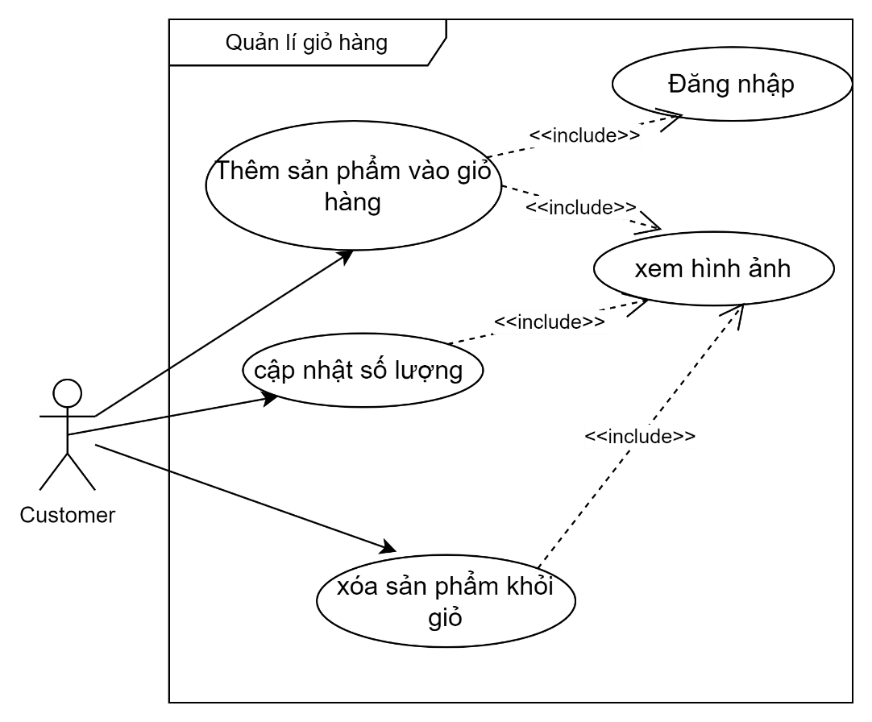 Quản lí giỏ hàng
Đăng nhập
<<include>>
Thêm sản phẩm vào giỏ
hàng
<<include>>
xem hình ảnh
<<include>>
cập nhật số lượng
<<include>>
Customer
xóa sản phẩm khỏi
giỏ